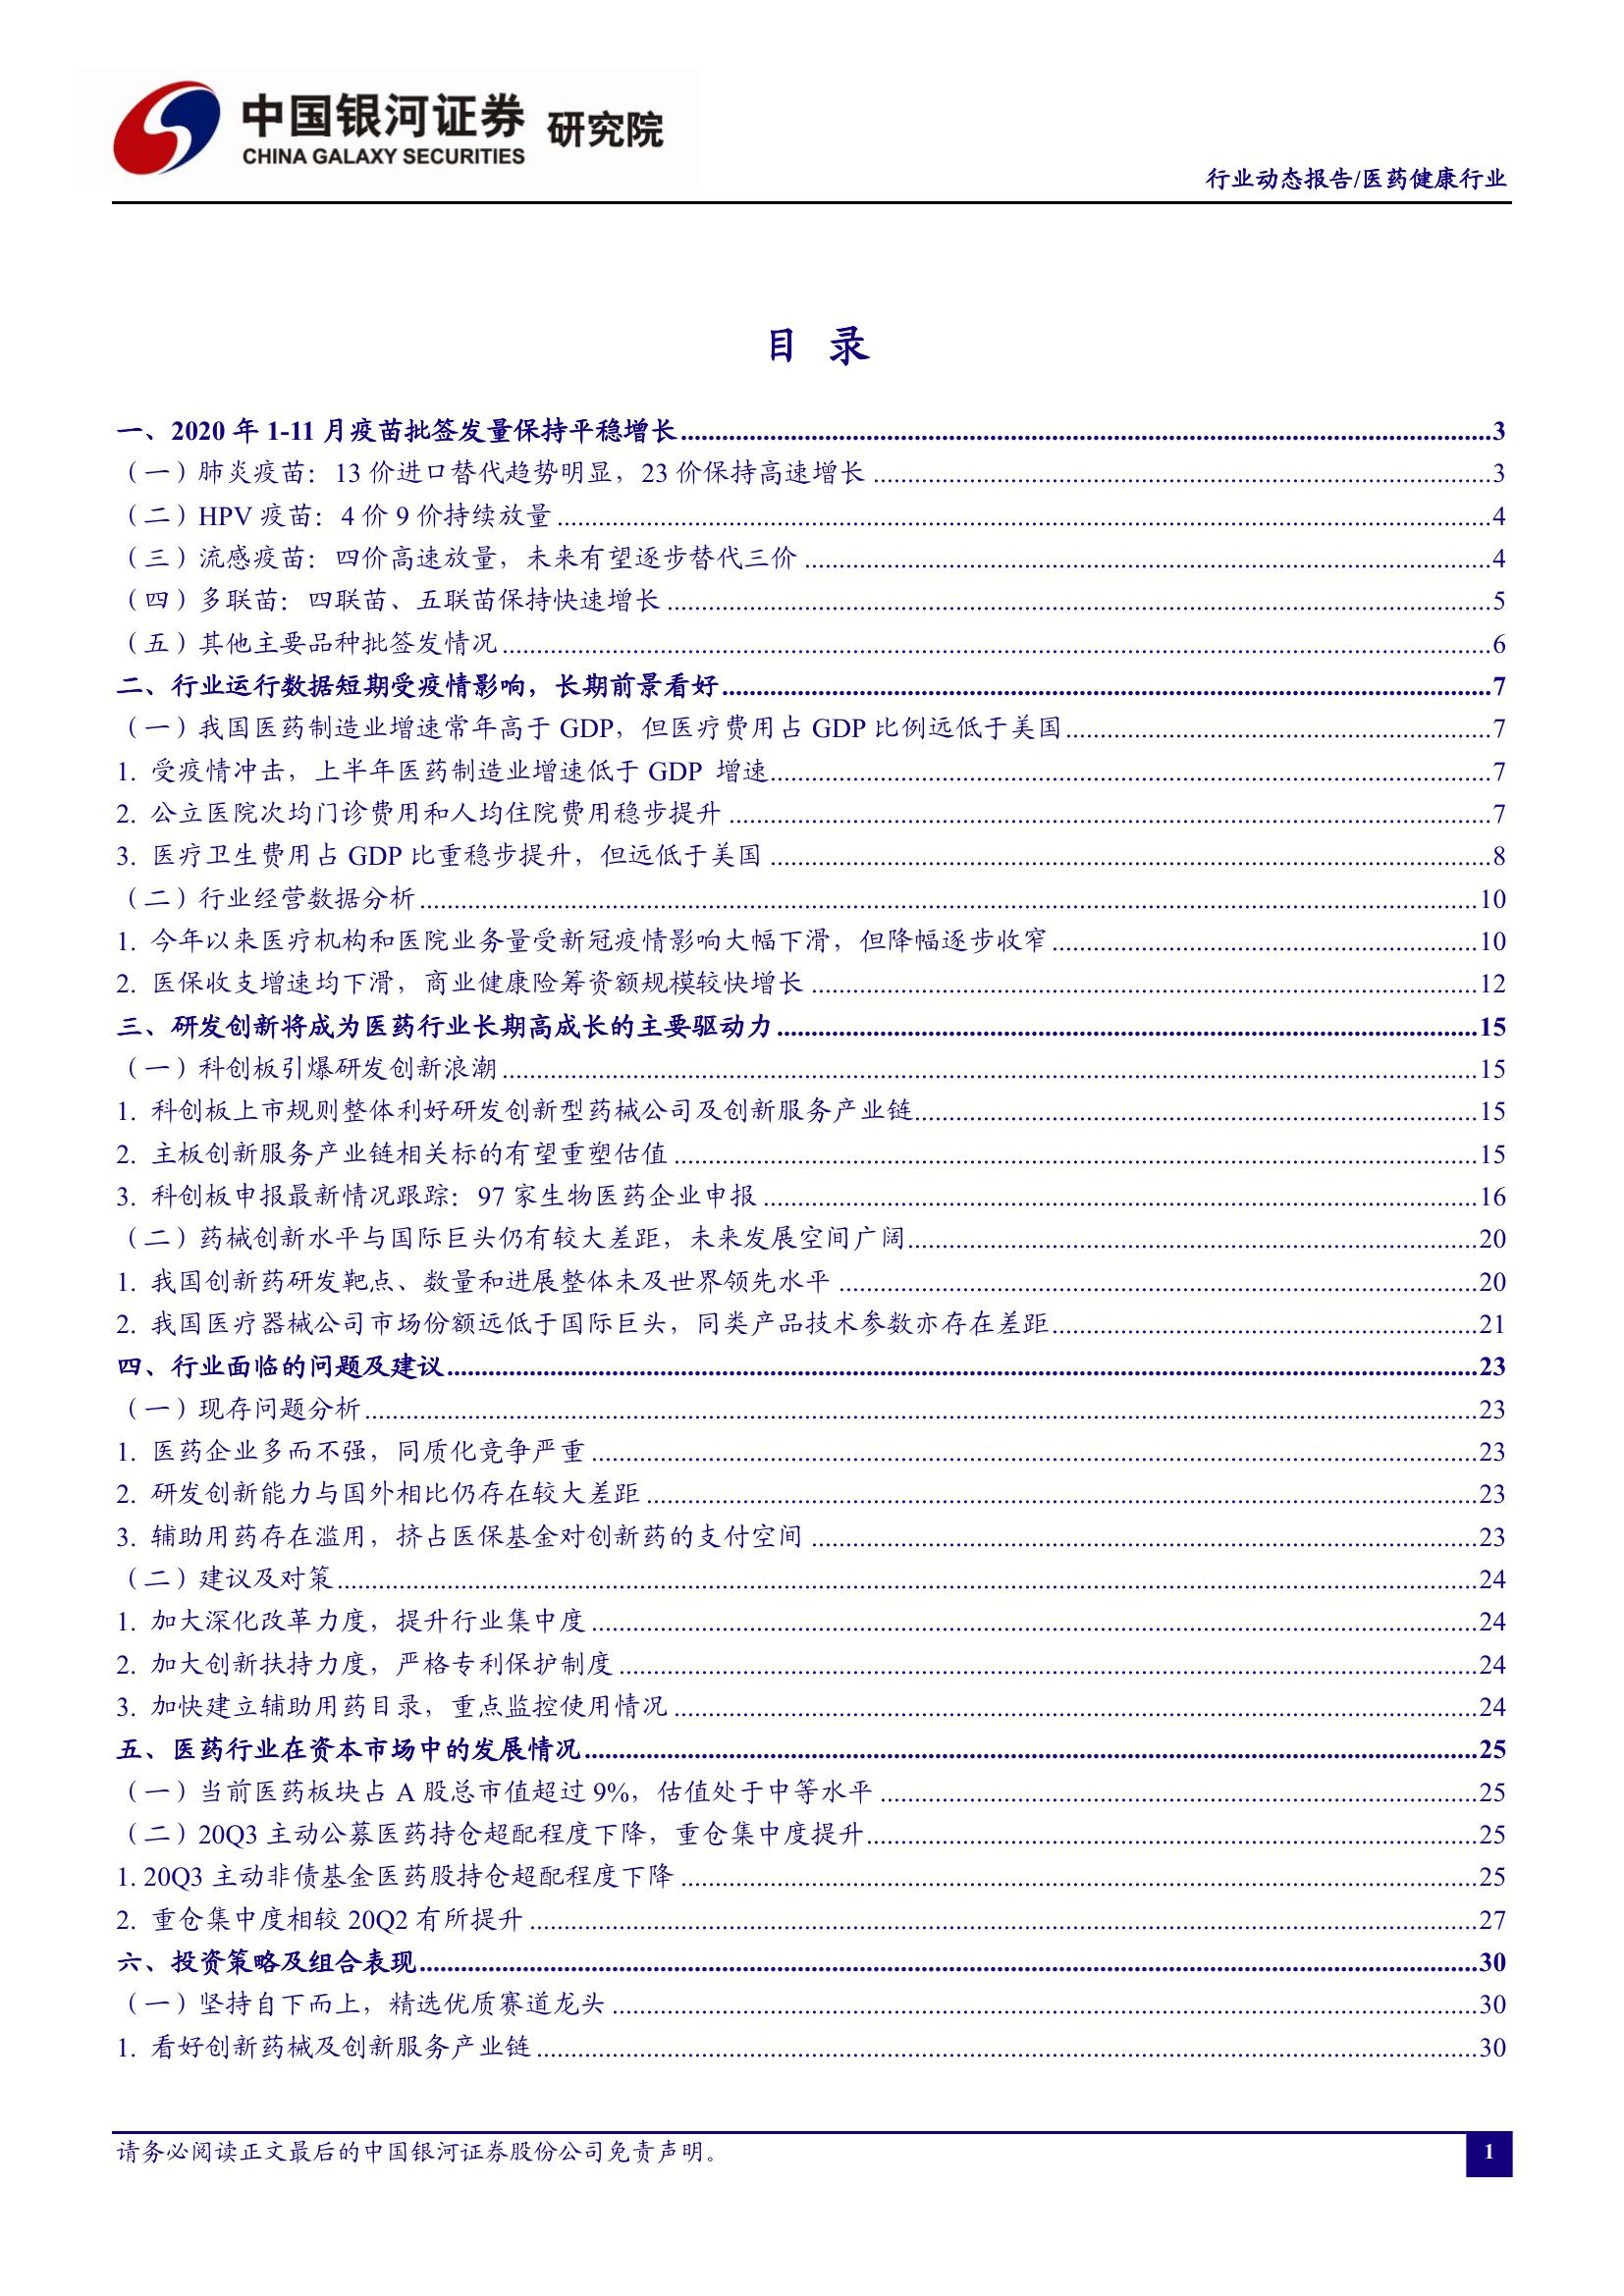 中国银河证券 研究院
CHINA GALAXY SECURITIES
行业动态报告/医药健康行业
目 录
一、2020 年 1-11 月疫苗批签发量保持平稳增长 3
（一）肺炎疫苗：13 价进口替代趋势明显，23 价保持高速增长 3
（二）HPV 疫苗：4 价 9 价持续放量 4
（三）流感疫苗：四价高速放量，未来有望逐步替代三价 4
（四）多联苗：四联苗、五联苗保持快速增长 5
（五）其他主要品种批签发情况 6
二、行业运行数据短期受疫情影响，长期前景看好 7
（一）我国医药制造业增速常年高于 GDP，但医疗费用占 GDP 比例远低于美国 7
1. 受疫情冲击，上半年医药制造业增速低于 GDP 增速 7
2. 公立医院次均门诊费用和人均住院费用稳步提升 7
3. 医疗卫生费用占 GDP 比重稳步提升，但远低于美国 8
（二）行业经营数据分析 10
1. 今年以来医疗机构和医院业务量受新冠疫情影响大幅下滑，但降幅逐步收窄 10
2. 医保收支增速均下滑，商业健康险筹资额规模较快增长 12
三、研发创新将成为医药行业长期高成长的主要驱动力 15
（一）科创板引爆研发创新浪潮 15
1. 科创板上市规则整体利好研发创新型药械公司及创新服务产业链 15
2. 主板创新服务产业链相关标的有望重塑估值 15
3. 科创板申报最新情况跟踪：97 家生物医药企业申报 16
（二）药械创新水平与国际巨头仍有较大差距，未来发展空间广阔 20
1. 我国创新药研发靶点、数量和进展整体未及世界领先水平 20
2. 我国医疗器械公司市场份额远低于国际巨头，同类产品技术参数亦存在差距 21
四、行业面临的问题及建议 23
（一）现存问题分析 23
1. 医药企业多而不强，同质化竞争严重 23
2. 研发创新能力与国外相比仍存在较大差距 23
3. 辅助用药存在滥用，挤占医保基金对创新药的支付空间 23
（二）建议及对策 24
1. 加大深化改革力度，提升行业集中度 24
2. 加大创新扶持力度，严格专利保护制度 24
3. 加快建立辅助用药目录，重点监控使用情况 24
五、医药行业在资本市场中的发展情况 25
（一）当前医药板块占 A 股总市值超过 9%，估值处于中等水平 25
（二）20Q3 主动公募医药持仓超配程度下降，重仓集中度提升 25
1. 20Q3 主动非债基金医药股持仓超配程度下降 25
2. 重仓集中度相较 20Q2 有所提升 27
六、投资策略及组合表现 30
（一）坚持自下而上，精选优质赛道龙头 30
1. 看好创新药械及创新服务产业链 30
请务必阅读正文最后的中国银河证券股份公司免责声明。
1